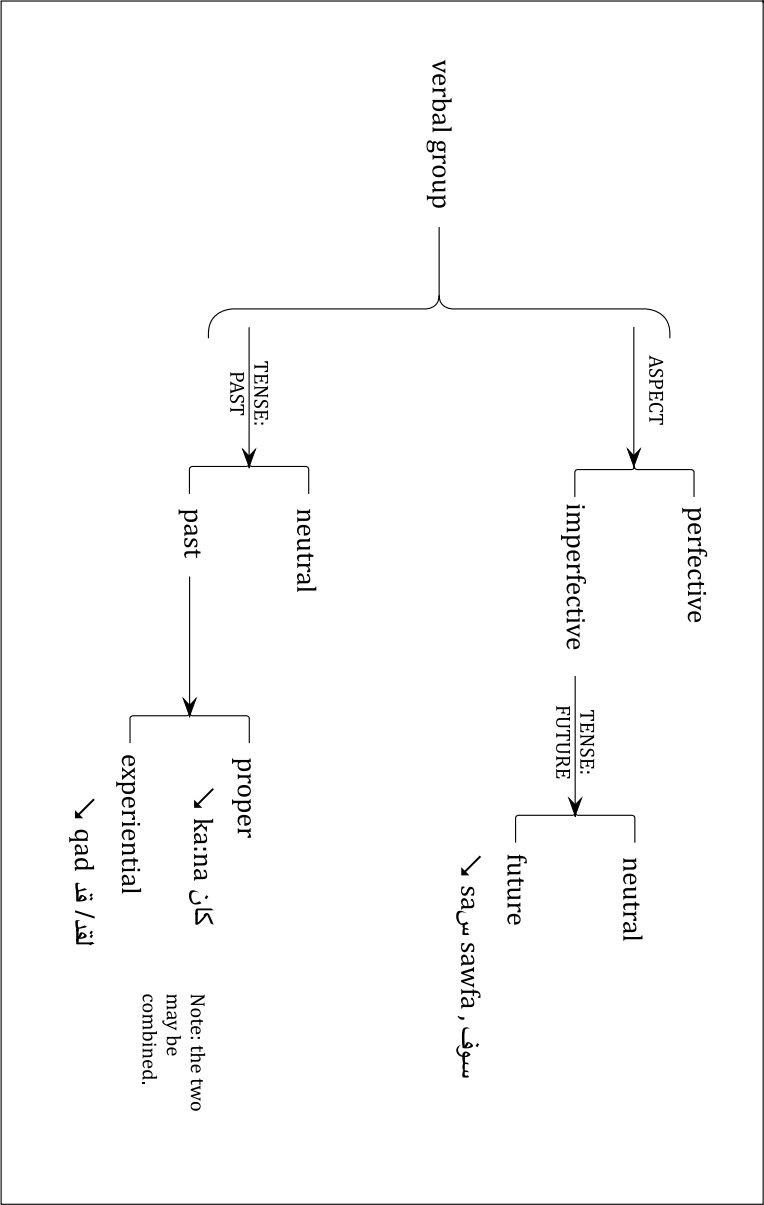 verbal group
ASPECT
perfective
imperfective
TENSE:
FUTURE
neutral
future
↘ sa س sawfa , سوف
TENSE:
PAST
neutral
past
proper
↘ ka:na كان
experiential
↘ qad لقد/ قد
Note: the two
may be
combined.